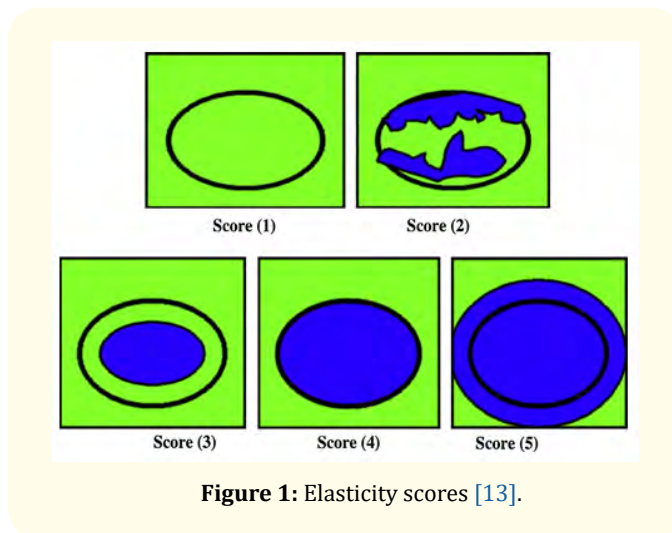 Score (1) Score (2)
Score (3) Score (4) Score (5)
Figure 1: Elasticity scores [13].